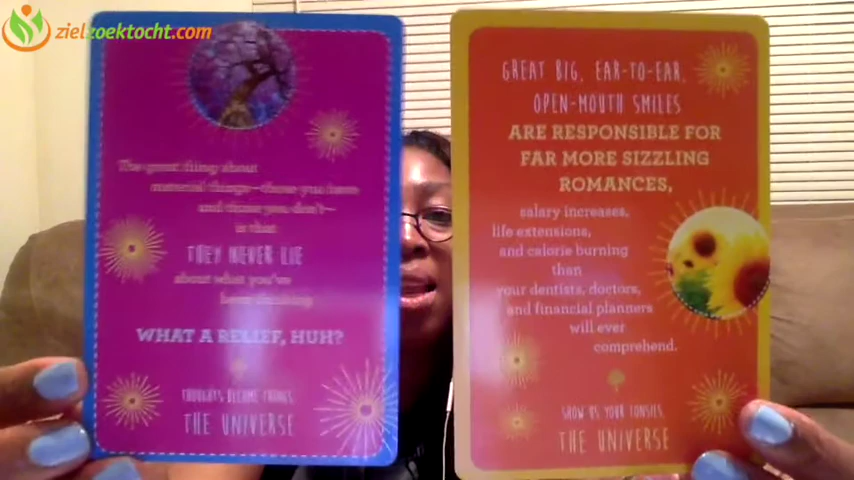 zielzoektocht.com
The great thing about
material things—those you have
and those you don't—
is that
THEY NEVER LIE
about what you've
been thinking.
WHAT A RELIEF, HUH?
THOUGHTS BECOME THINGS,
THE UNIVERSE
GREAT BIG, EAR-TO-EAR,
OPEN-MOUTH SMILES
ARE RESPONSIBLE FOR
FAR MORE SIZZLING
ROMANCES,
salary increases,
life extensions,
and calorie burning
than
your dentists, doctors,
and financial planners
will ever
comprehend.
SHOW US YOUR TONSILS,
THE UNIVERSE